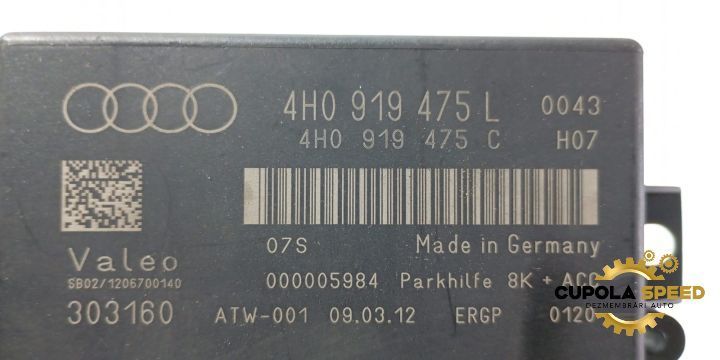 4H0 919 475 L 0043
4H0 919 475 C H07
07S Made in Germany
Valeo
SB02/1206700140
000005984 Parkhilfe 8K + ACC
303160 ATW-001 09.03.12 ERGP 0120
CUPOLA SPEED
DEZMEMBRĂRI AUTO